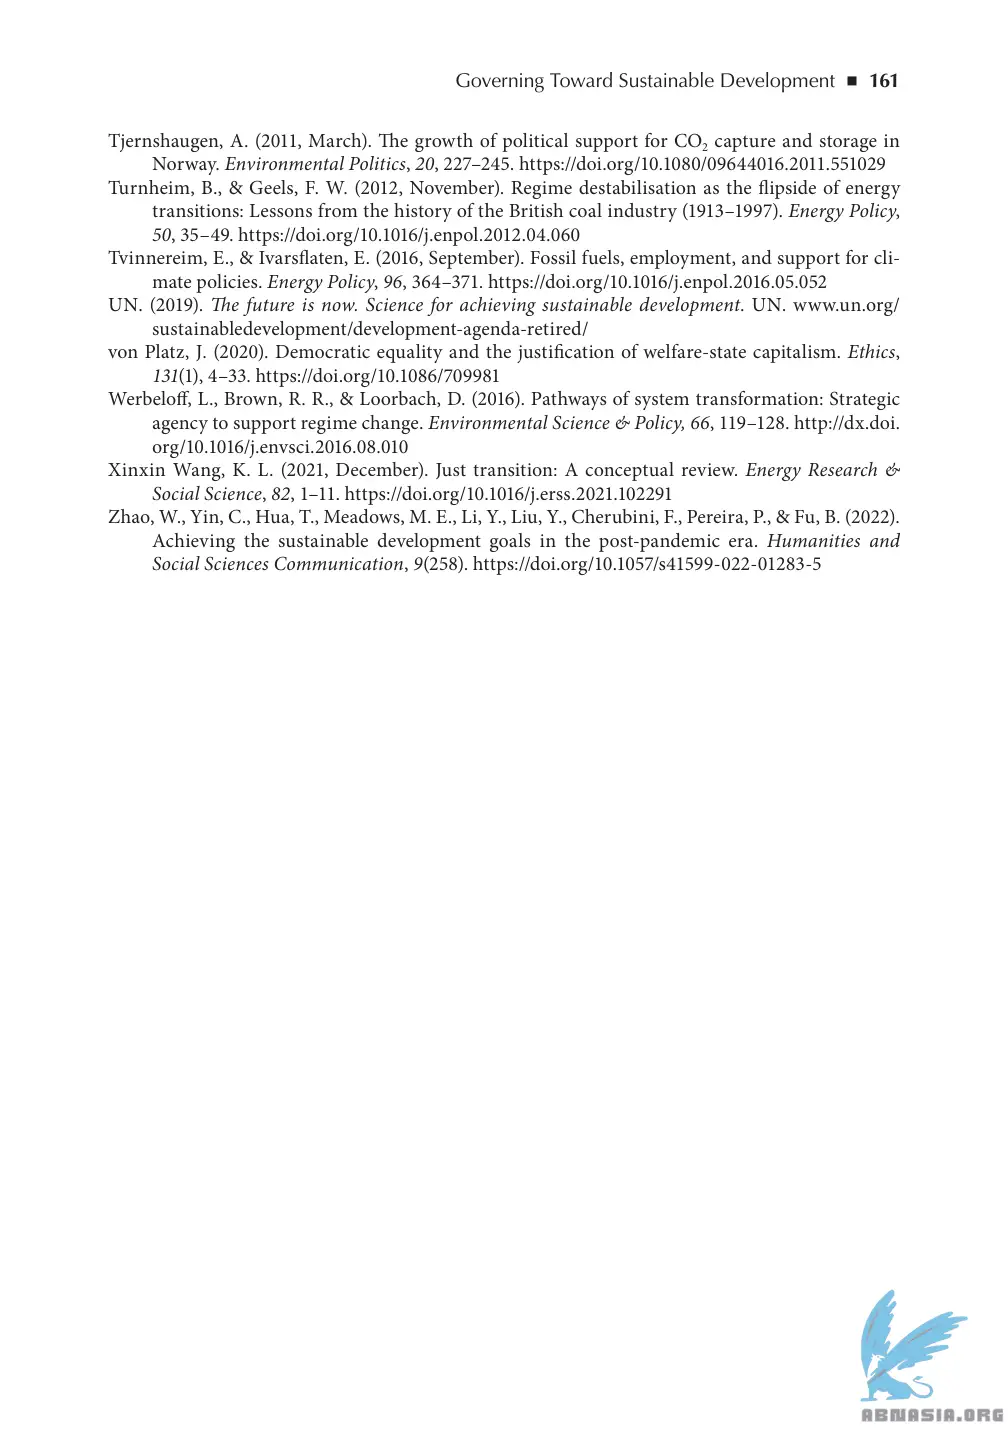 Governing Toward Sustainable Development ■ 161
Tjernshaugen, A. (2011, March). The growth of political support for CO₂ capture and storage in
Norway. Environmental Politics, 20, 227–245. https://doi.org/10.1080/09644016.2011.551029
Turnheim, B., & Geels, F. W. (2012, November). Regime destabilisation as the flipside of energy
transitions: Lessons from the history of the British coal industry (1913–1997). Energy Policy,
50, 35–49. https://doi.org/10.1016/j.enpol.2012.04.060
Tvinnereim, E., & Ivarsflaten, E. (2016, September). Fossil fuels, employment, and support for cli-
mate policies. Energy Policy, 96, 364–371. https://doi.org/10.1016/j.enpol.2016.05.052
UN. (2019). The future is now. Science for achieving sustainable development. UN. www.un.org/
sustainabledevelopment/development-agenda-retired/
von Platz, J. (2020). Democratic equality and the justification of welfare-state capitalism. Ethics,
131(1), 4–33. https://doi.org/10.1086/709981
Werbeloff, L., Brown, R. R., & Loorbach, D. (2016). Pathways of system transformation: Strategic
agency to support regime change. Environmental Science & Policy, 66, 119–128. http://dx.doi.
org/10.1016/j.envsci.2016.08.010
Xinxin Wang, K. L. (2021, December). Just transition: A conceptual review. Energy Research &
Social Science, 82, 1–11. https://doi.org/10.1016/j.erss.2021.102291
Zhao, W., Yin, C., Hua, T., Meadows, M. E., Li, Y., Liu, Y., Cherubini, F., Pereira, P., & Fu, B. (2022).
Achieving the sustainable development goals in the post-pandemic era. Humanities and
Social Sciences Communication, 9(258). https://doi.org/10.1057/s41599-022-01283-5
ABNASIA.ORG